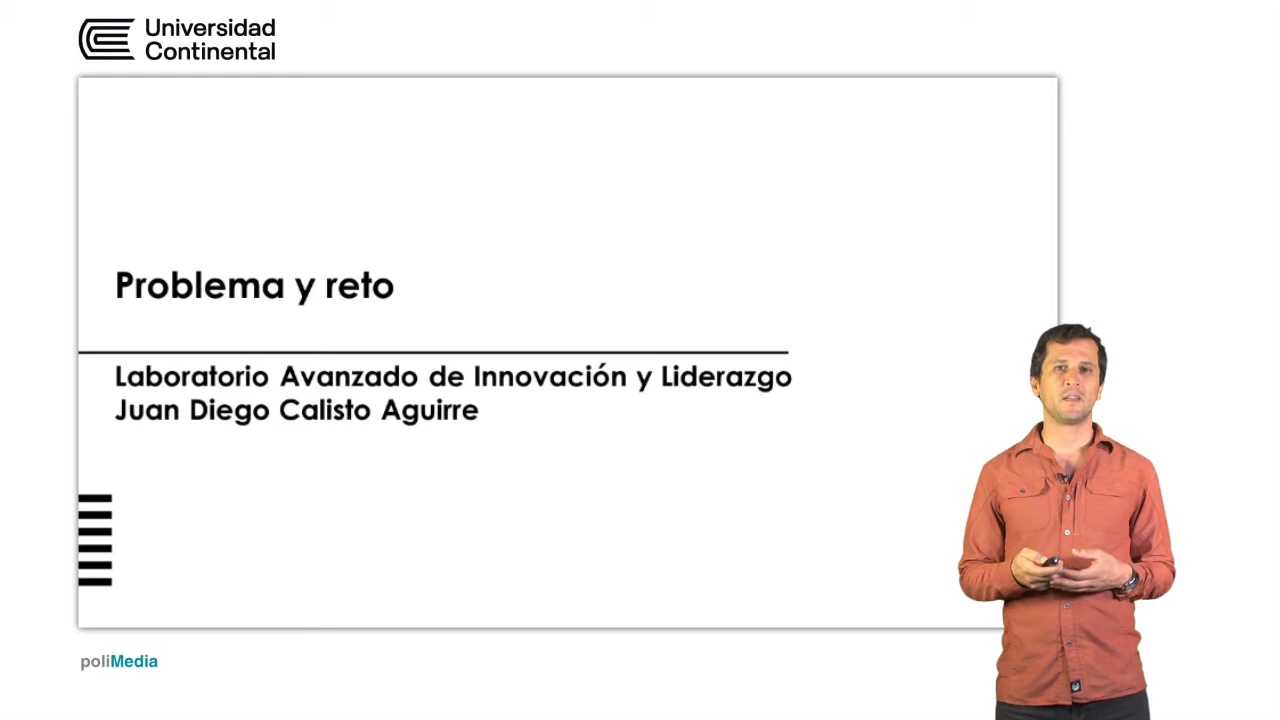 Universidad
Continental
Problema y reto
Laboratorio Avanzado de Innovación y Liderazgo
Juan Diego Calisto Aguirre
poliMedia